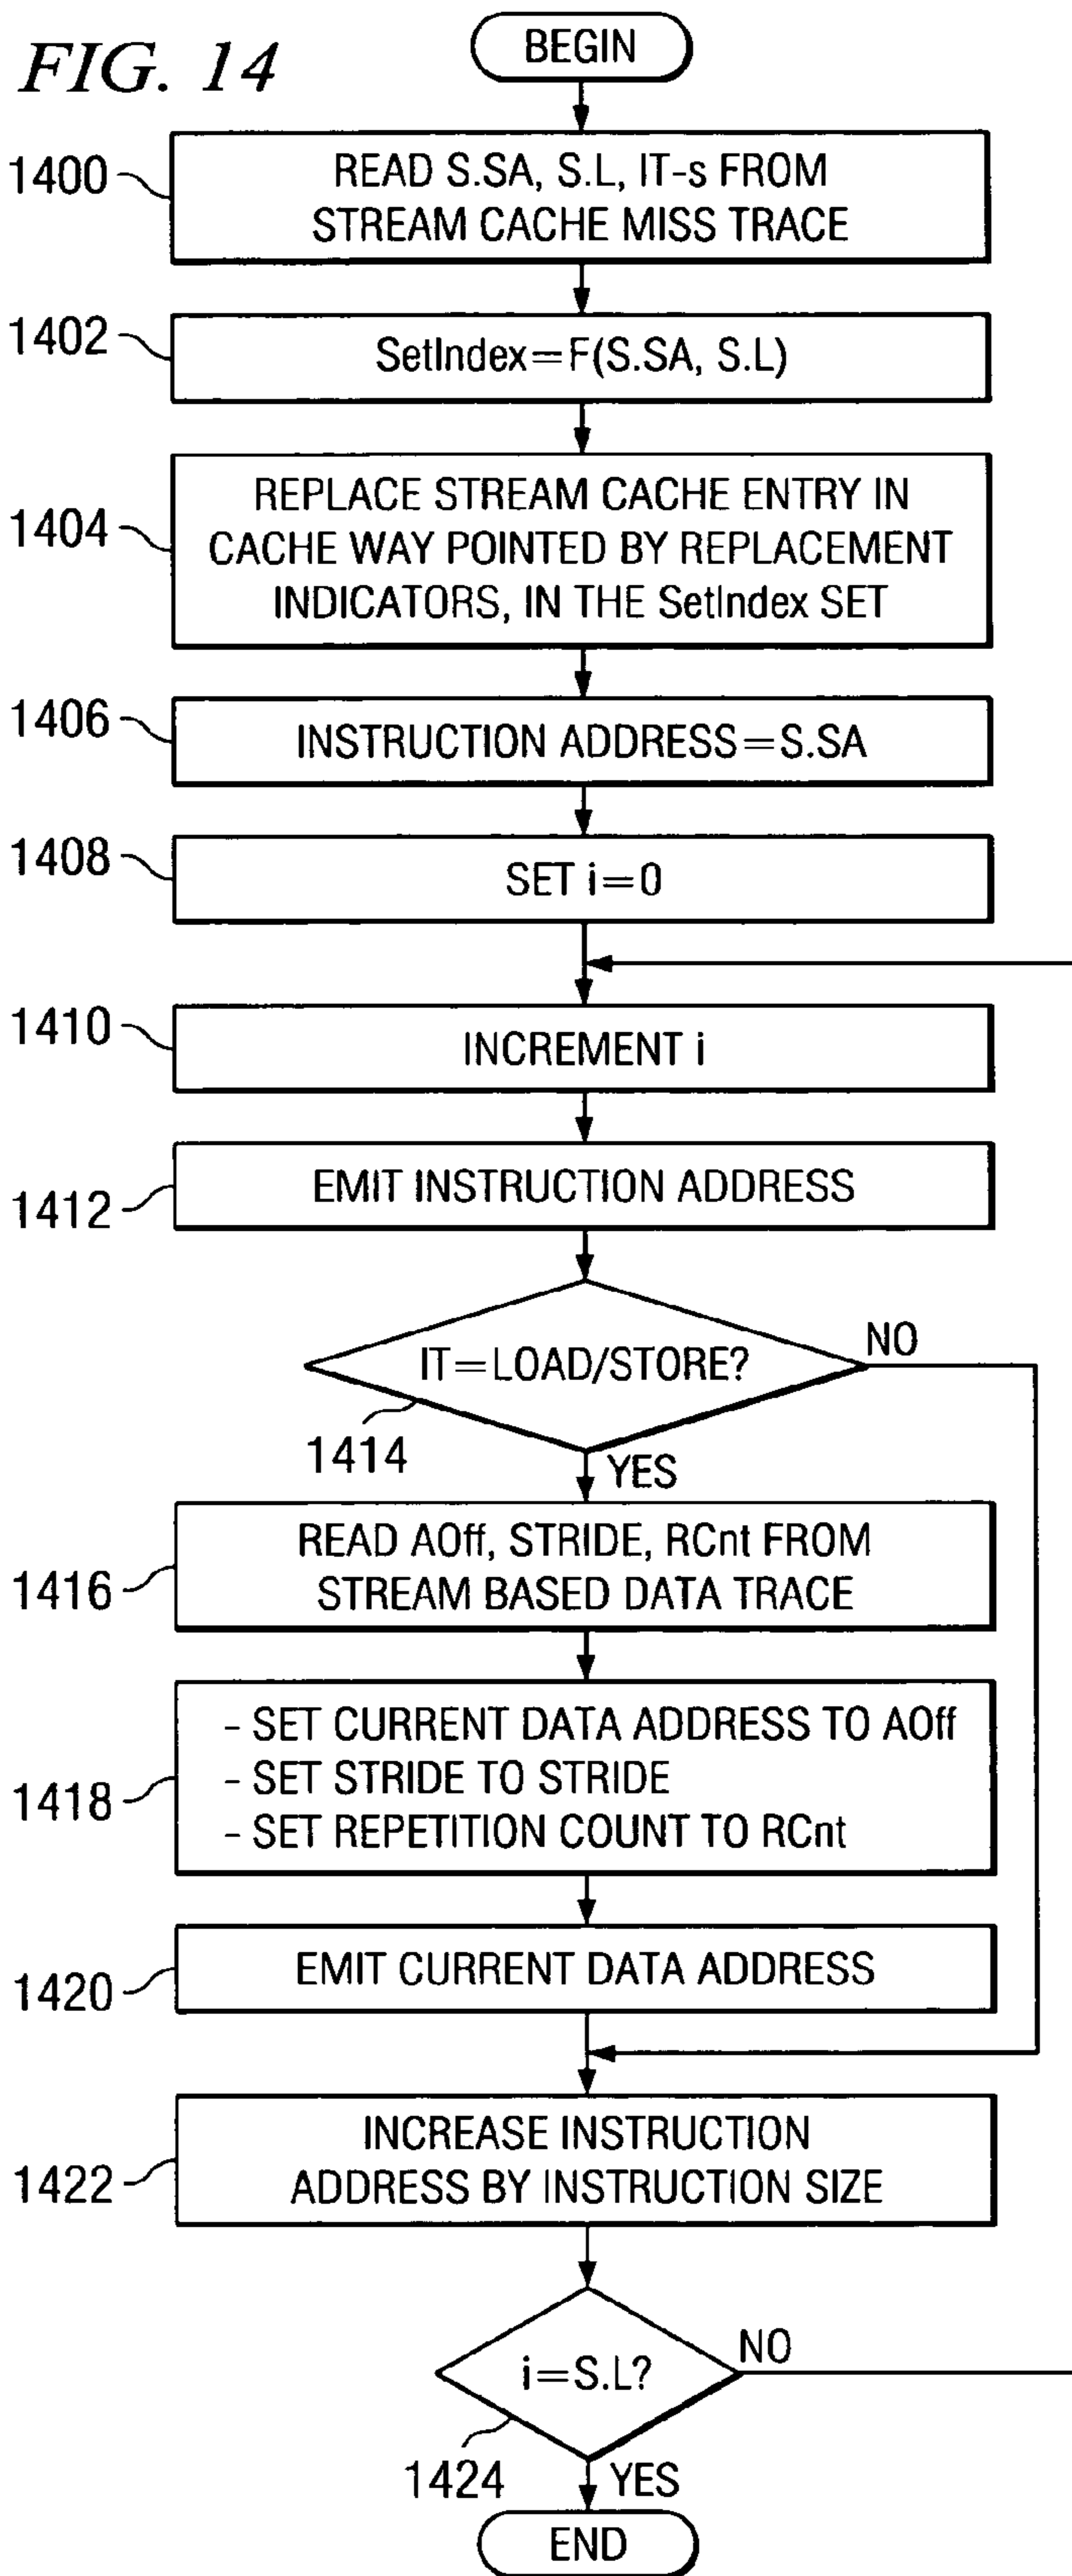 FIG. 14
BEGIN
1400
READ S.SA, S.L, IT-s FROM
STREAM CACHE MISS TRACE
1402
SetIndex=F(S.SA, S.L)
1404
REPLACE STREAM CACHE ENTRY IN
CACHE WAY POINTED BY REPLACEMENT
INDICATORS, IN THE SetIndex SET
1406
INSTRUCTION ADDRESS=S.SA
1408
SET i=0
1410
INCREMENT i
1412
EMIT INSTRUCTION ADDRESS
IT=LOAD/STORE?
NO
1414
YES
1416
READ AOff, STRIDE, RCnt FROM
STREAM BASED DATA TRACE
1418
- SET CURRENT DATA ADDRESS TO AOff
- SET STRIDE TO STRIDE
- SET REPETITION COUNT TO RCnt
1420
EMIT CURRENT DATA ADDRESS
1422
INCREASE INSTRUCTION
ADDRESS BY INSTRUCTION SIZE
i=S.L?
NO
1424
YES
END